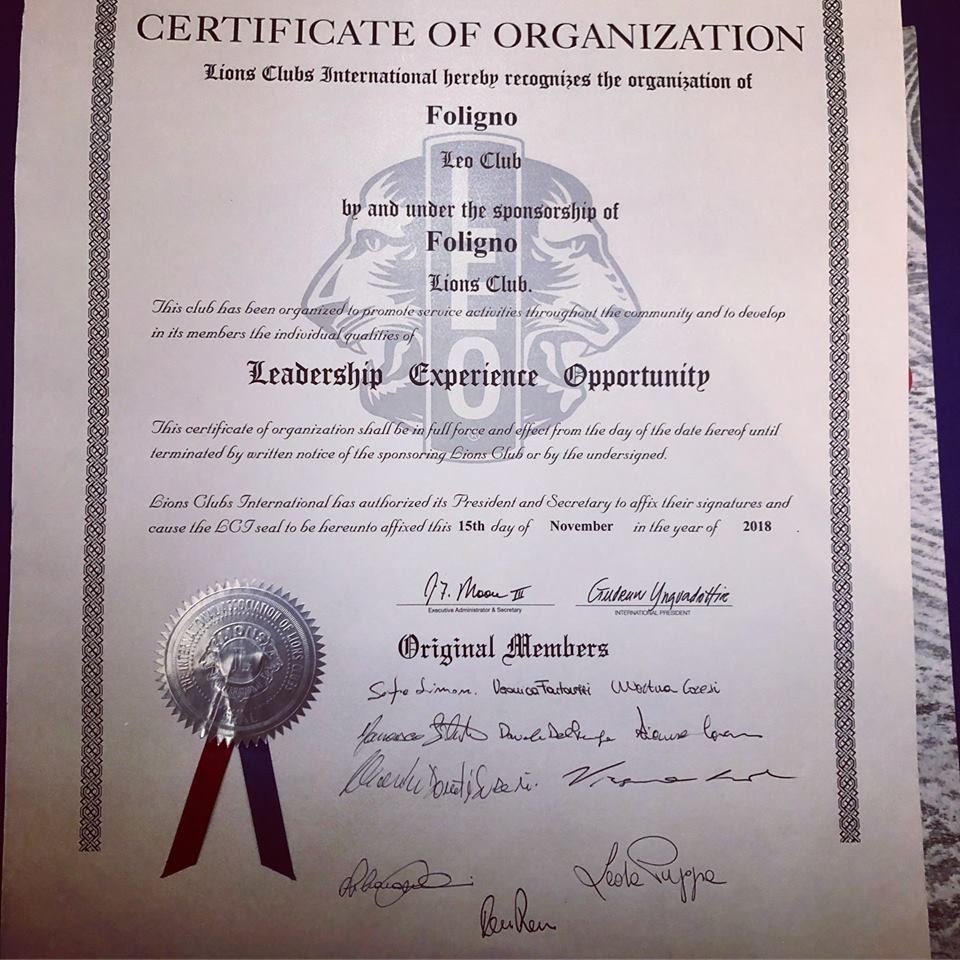 CERTIFICATE OF ORGANIZATION
Lions Clubs International hereby recognizes the organization of
Foligno
Leo Club
by and under the sponsorship of
Foligno
Lions Club.
This club has been organized to promote service activities throughout the community and to develop
in its members the individual qualities of
Leadership Experience Opportunity
This certificate of organization shall be in full force and effect from the day of the date hereof until
terminated by written notice of the sponsoring Lions Club or by the undersigned.
Lions Clubs International has authorized its President and Secretary to affix their signatures and
cause the LCI seal to be hereunto affixed this 15th day of November in the year of 2018.
Executive Administrator & Secretary
INTERNATIONAL PRESIDENT
Original Members
LEO